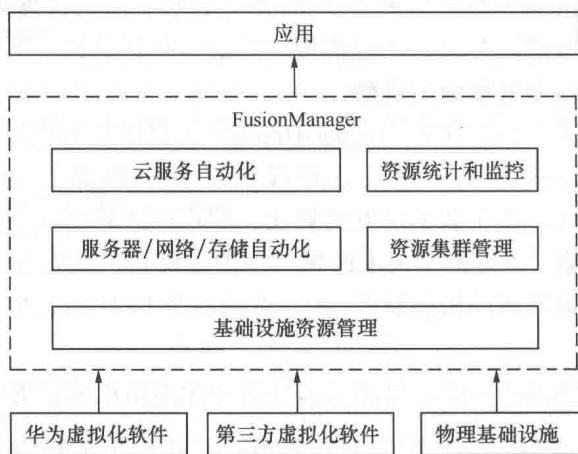 应用
FusionManager
云服务自动化
资源统计和监控
服务器/网络/存储自动化
资源集群管理
基础设施资源管理
华为虚拟化软件
第三方虚拟化软件
物理基础设施